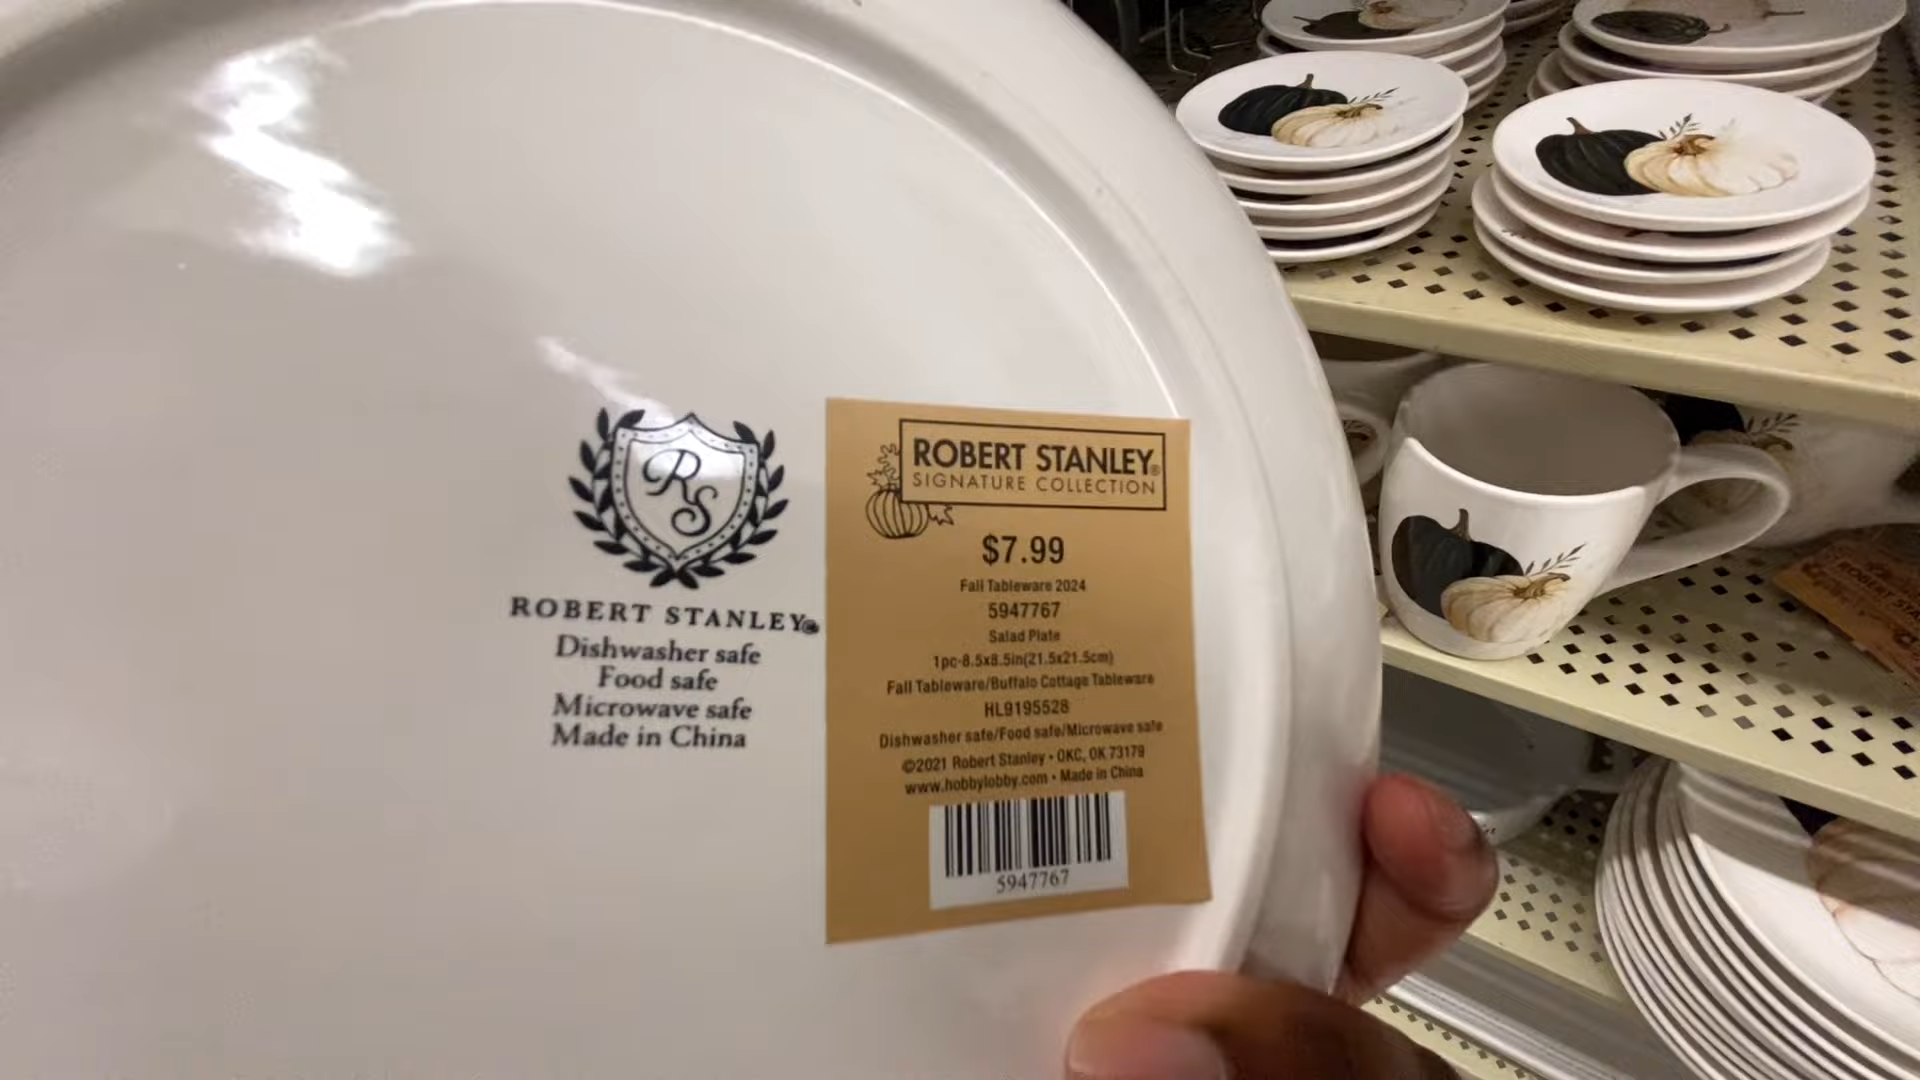 RS
ROBERT STANLEY®
Dishwasher safe
Food safe
Microwave safe
Made in China
ROBERT STANLEY®
SIGNATURE COLLECTION
$7.99
Fall Tableware 2024
5947767
Salad Plate
1pc-8.5x8.5in(21.5x21.5cm)
Fall Tableware/Buffalo Cottage Tableware
HL9195528
Dishwasher safe/Food safe/Microwave safe
©2021 Robert Stanley • OKC, OK 73179
www.hobbylobby.com • Made in China
5947767
ROBERT